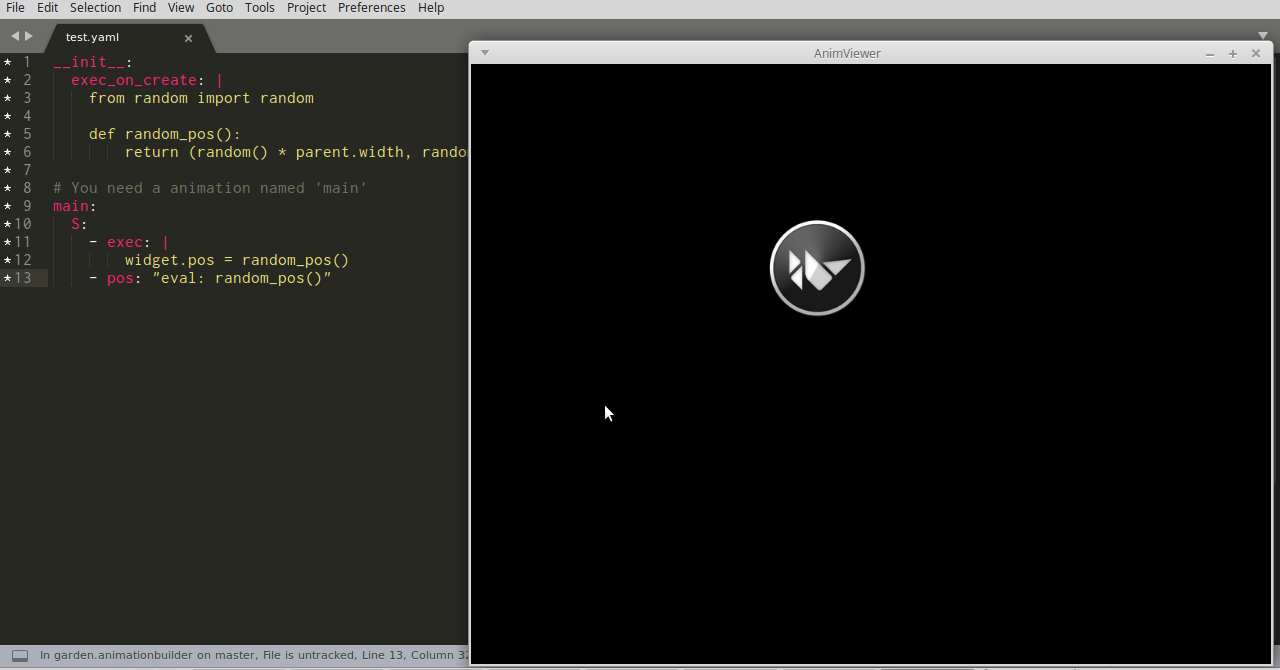 File Edit Selection Find View Goto Tools Project Preferences Help
test.yaml
AnimViewer
* 1 __init__:
* 2 exec_on_create: |
* 3 from random import random
* 4
* 5 def random_pos():
* 6 return (random() * parent.width, rando
* 7
* 8 # You need a animation named 'main'
* 9 main:
*10 S:
*11 - exec: |
*12 widget.pos = random_pos()
*13 - pos: "eval: random_pos()"
In garden.animationbuilder on master, File is untracked, Line 13, Column 32